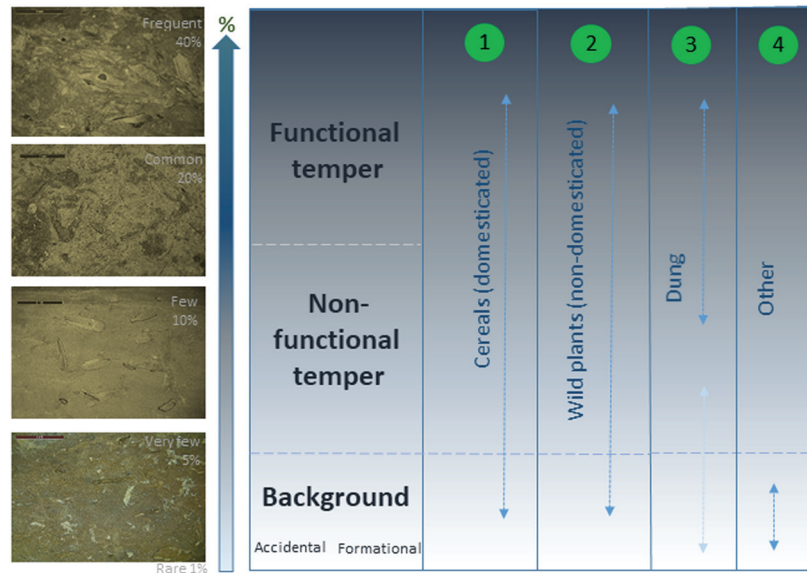 Frequent
40%
Common
20%
Few
10%
Very few
5%
Rare 1%
%
1
2
3
4
Functional
temper
Non-
functional
temper
Background
Accidental Formational
Cereals (domesticated)
Wild plants (non-domesticated)
Dung
Other